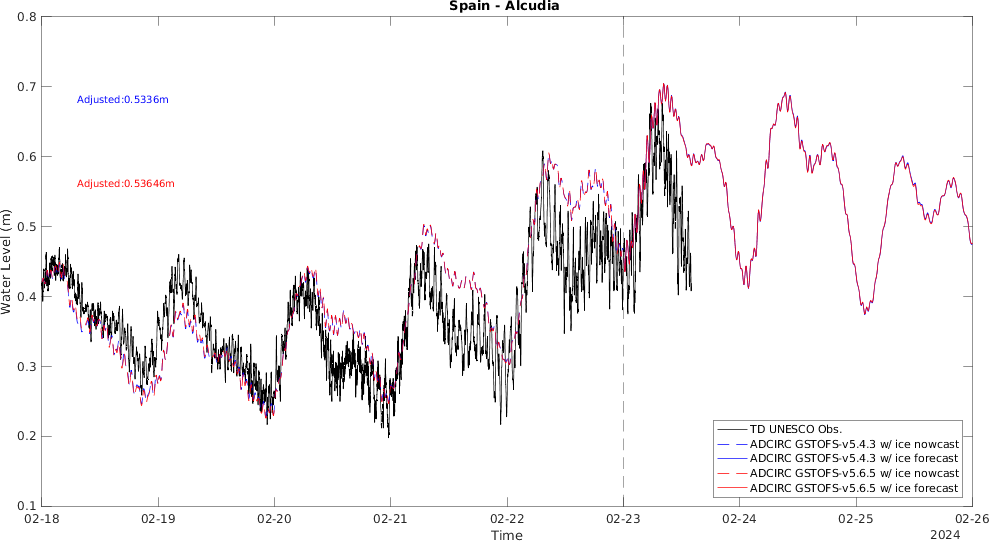 Spain - Alcudia
0.8
0.7
0.6
0.5
0.4
0.3
0.2
0.1
Water Level (m)
Adjusted:0.5336m
Adjusted:0.53646m
TD UNESCO Obs.
ADCIRC GSTOFS-v5.4.3 w/ ice nowcast
ADCIRC GSTOFS-v5.4.3 w/ ice forecast
ADCIRC GSTOFS-v5.6.5 w/ ice nowcast
ADCIRC GSTOFS-v5.6.5 w/ ice forecast
02-18 02-19 02-20 02-21 02-22 02-23 02-24 02-25 02-26
Time
2024